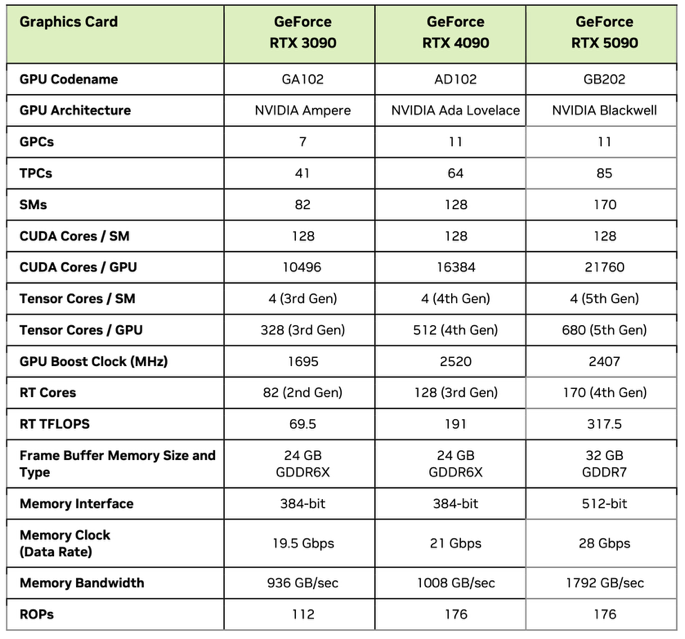 Graphics Card GeForce RTX 3090 GeForce RTX 4090 GeForce RTX 5090
GPU Codename GA102 AD102 GB202
GPU Architecture NVIDIA Ampere NVIDIA Ada Lovelace NVIDIA Blackwell
GPCs 7 11 11
TPCs 41 64 85
SMs 82 128 170
CUDA Cores / SM 128 128 128
CUDA Cores / GPU 10496 16384 21760
Tensor Cores / SM 4 (3rd Gen) 4 (4th Gen) 4 (5th Gen)
Tensor Cores / GPU 328 (3rd Gen) 512 (4th Gen) 680 (5th Gen)
GPU Boost Clock (MHz) 1695 2520 2407
RT Cores 82 (2nd Gen) 128 (3rd Gen) 170 (4th Gen)
RT TFLOPS 69.5 191 317.5
Frame Buffer Memory Size and Type 24 GB GDDR6X 24 GB GDDR6X 32 GB GDDR7
Memory Interface 384-bit 384-bit 512-bit
Memory Clock (Data Rate) 19.5 Gbps 21 Gbps 28 Gbps
Memory Bandwidth 936 GB/sec 1008 GB/sec 1792 GB/sec
ROPs 112 176 176